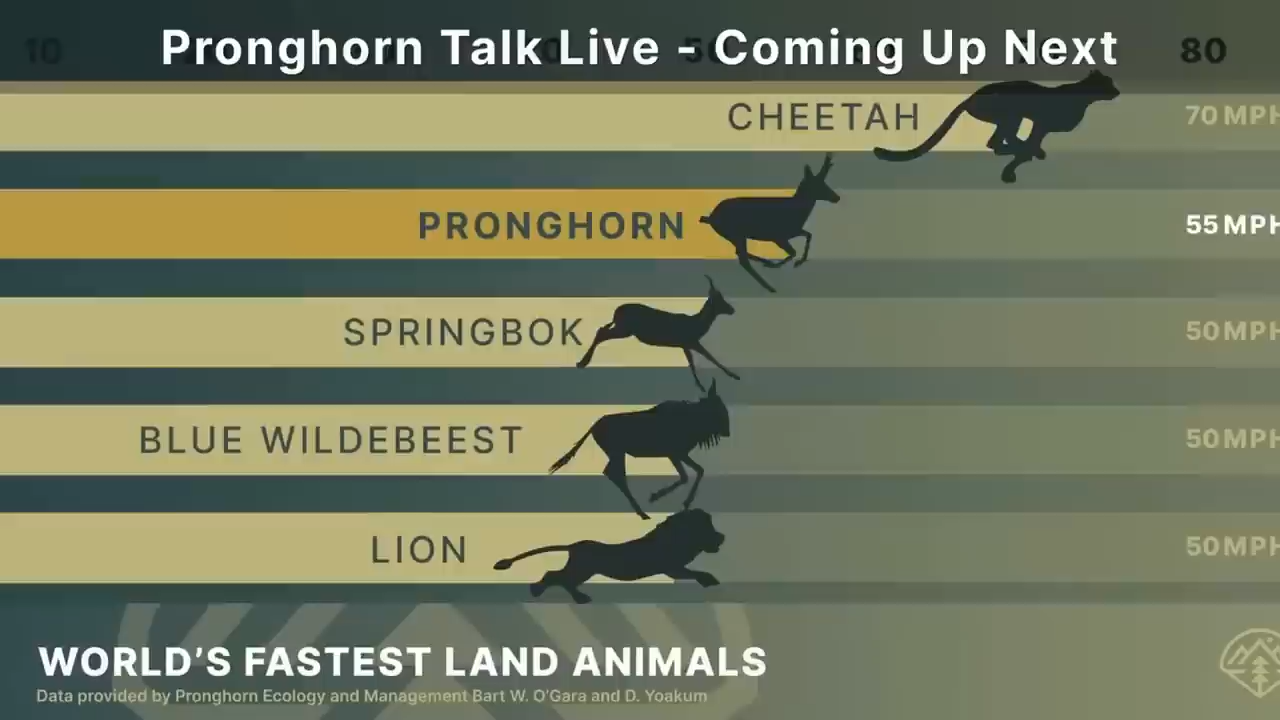 Pronghorn Talk Live - Coming Up Next
10
80
CHEETAH
70 MPH
PRONGHORN
55 MPH
SPRINGBOK
50 MPH
BLUE WILDEBEEST
50 MPH
LION
50 MPH
WORLD'S FASTEST LAND ANIMALS
Data provided by Pronghorn Ecology and Management Bart W. O'Gara and D. Yoakum